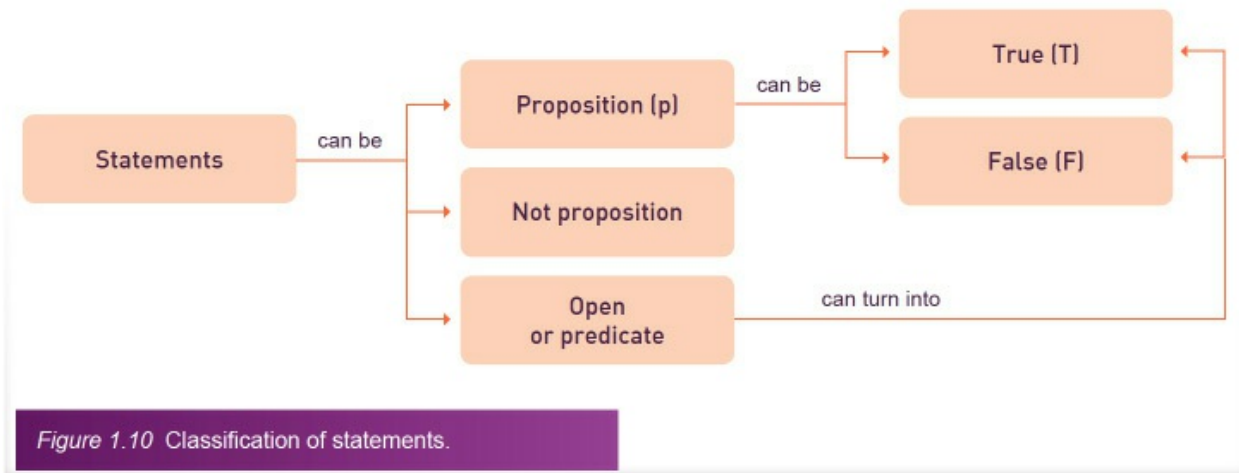 Statements
can be
Proposition (p)
can be
True (T)
False (F)
Not proposition
Open
or predicate
can turn into
Figure 1.10 Classification of statements.